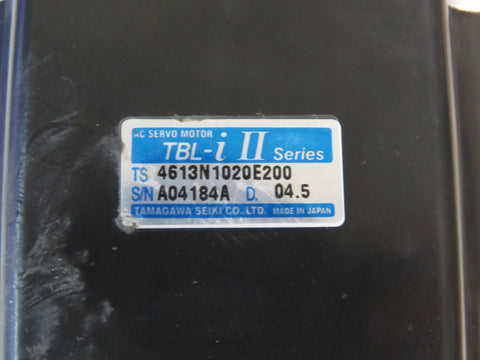 AC SERVO MOTOR
TBL-i II Series
TS 4613N1020E200
S/N A04184A D. 04.5
TAMAGAWA SEIKI CO., LTD. MADE IN JAPAN